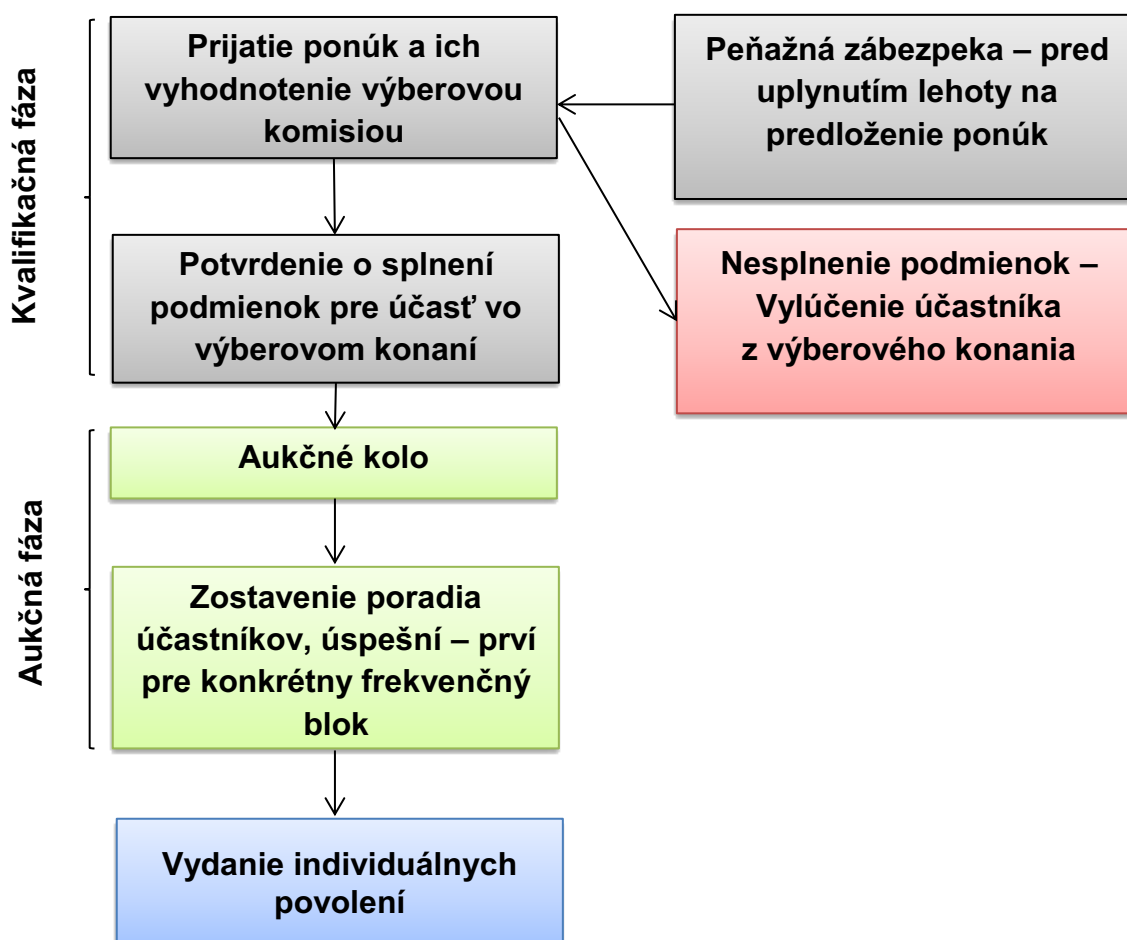 Kvalifikačná fáza
Prijatie ponúk a ich
vyhodnotenie výberovou
komisiou
Peňažná zábezpeka – pred
uplynutím lehoty na
predloženie ponúk
Potvrdenie o splnení
podmienok pre účasť vo
výberovom konaní
Nesplnenie podmienok –
Vylúčenie účastníka
z výberového konania
Aukčná fáza
Aukčné kolo
Zostavenie poradia
účastníkov, úspešní – prví
pre konkrétny frekvenčný
blok
Vydanie individuálnych
povolení